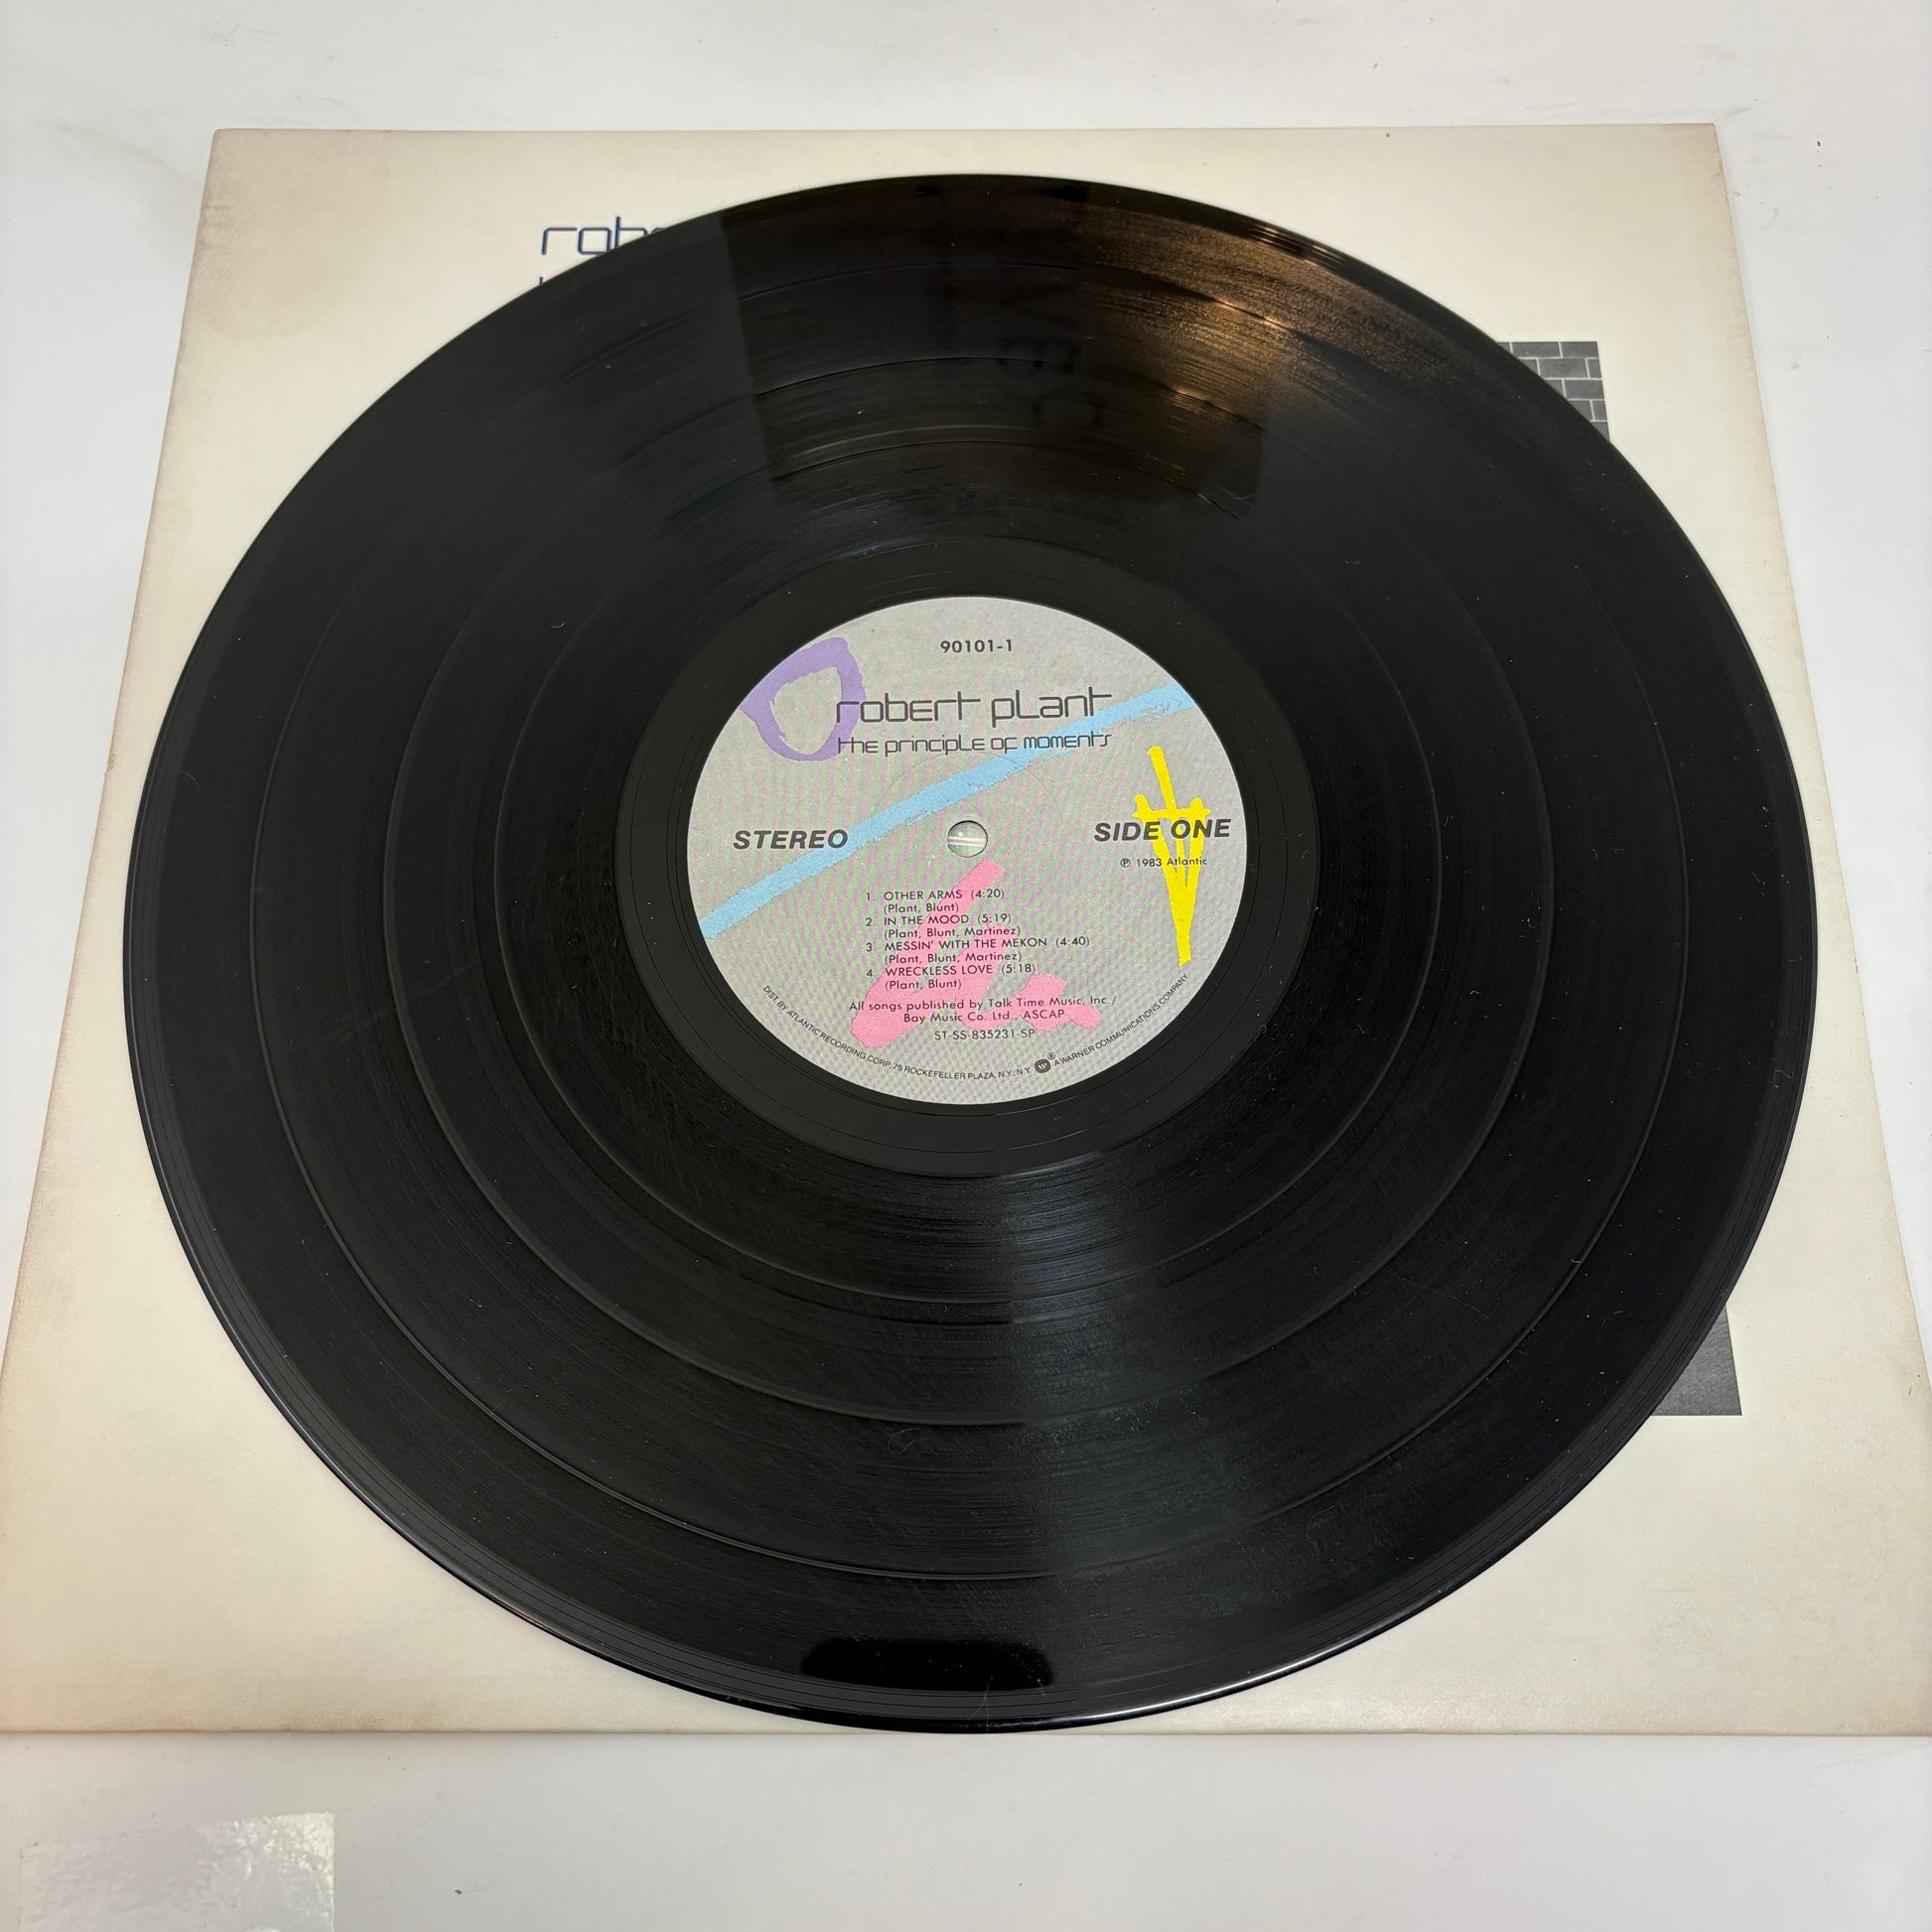 rob
90101-1
robert plant
the principle of moments
STEREO
SIDE ONE
℗ 1983 Atlantic
1. OTHER ARMS (4:20)
(Plant, Blunt)
2. IN THE MOOD (5:19)
(Plant, Blunt, Martinez)
3. MESSIN' WITH THE MEKON (4:40)
(Plant, Blunt, Martinez)
4. WRECKLESS LOVE (5:18)
(Plant, Blunt)
All songs published by Talk Time Music, Inc./
Bay Music Co. Ltd., ASCAP
ST-SS-835231-SP
DIST. BY ATLANTIC RECORDING CORP. 75 ROCKEFELLER PLAZA, N.Y., N.Y. ® A WARNER COMMUNICATIONS COMPANY